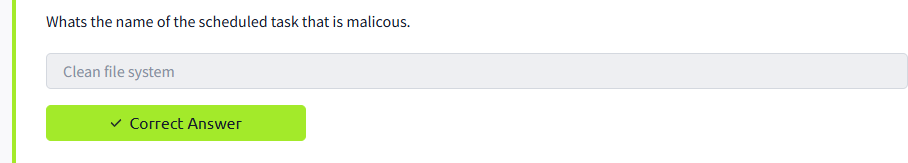 Whats the name of the scheduled task that is malicous.
Clean file system
✓ Correct Answer